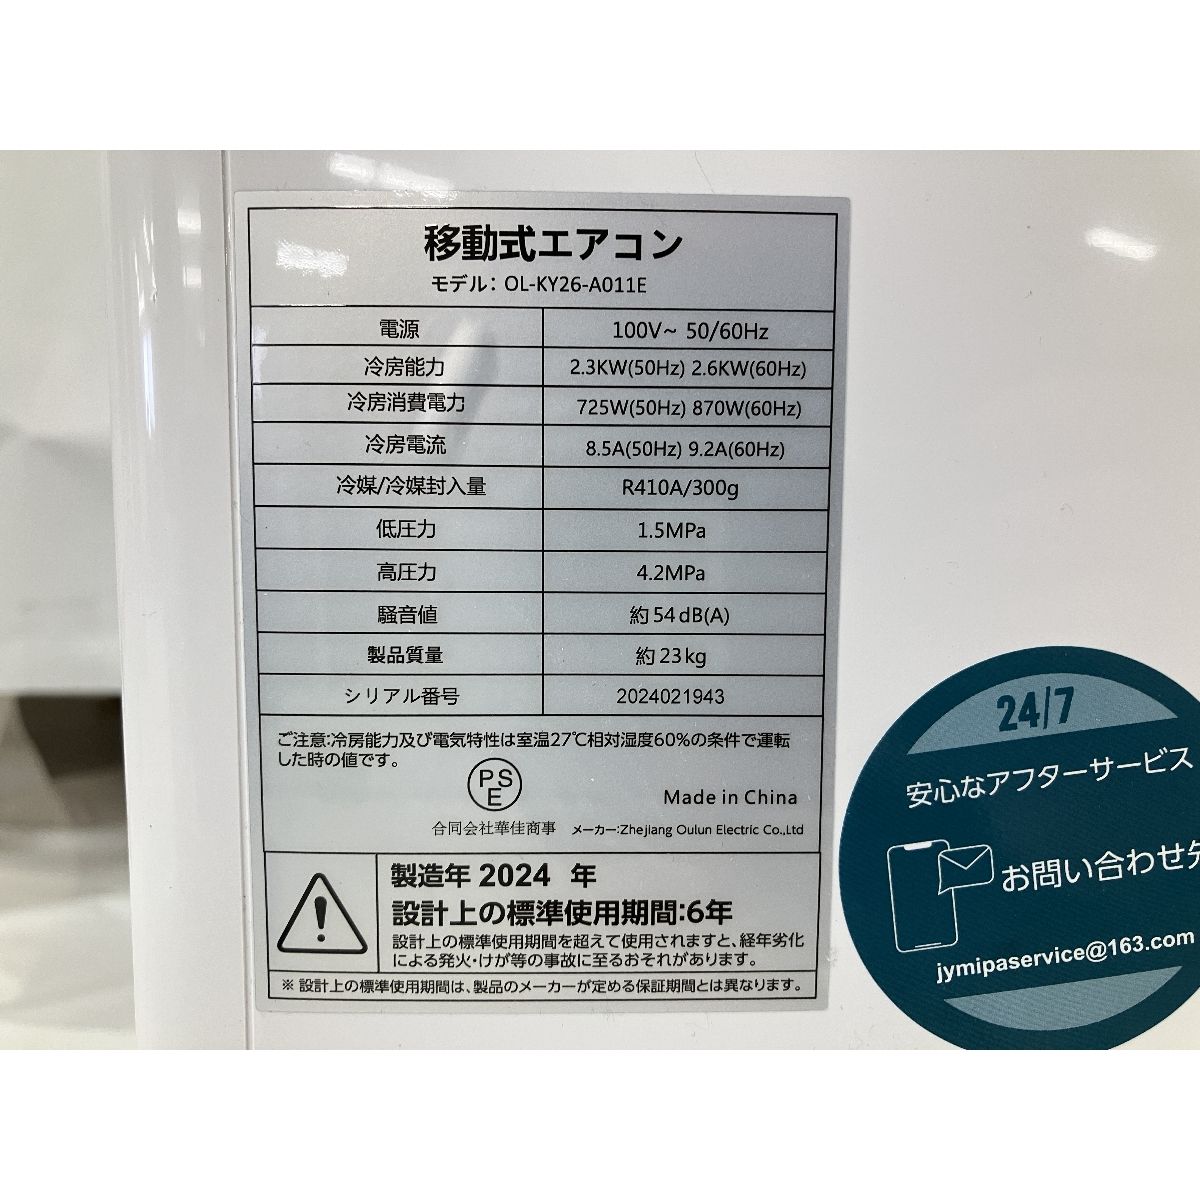 移動式エアコン
モデル: OL-KY26-A011E
電源 100V~ 50/60Hz
冷房能力 2.3KW(50Hz) 2.6KW(60Hz)
冷房消費電力 725W(50Hz) 870W(60Hz)
冷房電流 8.5A(50Hz) 9.2A(60Hz)
冷媒/冷媒封入量 R410A/300g
低圧力 1.5MPa
高圧力 4.2MPa
騒音値 約54dB(A)
製品質量 約23kg
シリアル番号 2024021943
ご注意:冷房能力及び電気特性は室温27℃相対湿度60%の条件で運転
した時の値です。
PS
E
Made in China
合同会社華佳商事 メーカー:Zhejiang Oulun Electric Co.,Ltd
製造年 2024 年
設計上の標準使用期間:6年
設計上の標準使用期間を超えて使用されますと、経年劣化
による発火・けが等の事故に至るおそれがあります。
※ 設計上の標準使用期間は、製品のメーカーが定める保証期間とは異なります。
24/7
安心なアフターサービス
お問い合わせ先
jymipaservice@163.com